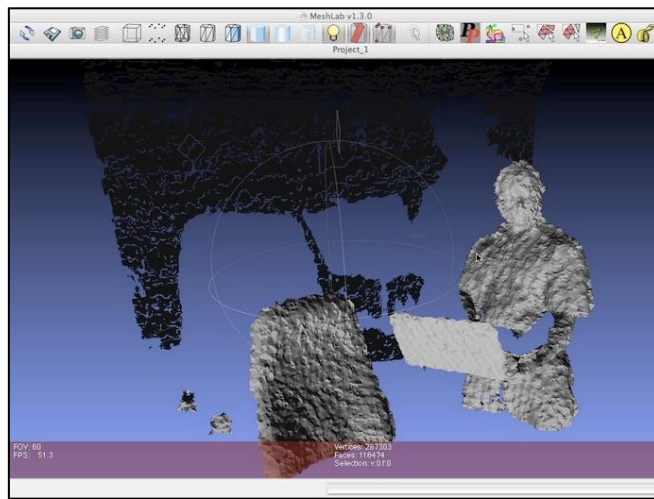 MeshLab v1.3.0
Project_1
A
FOV: 60
FPS: 51.3
Vertices: 287303
Faces: 116474
Selection: v:0 f:0